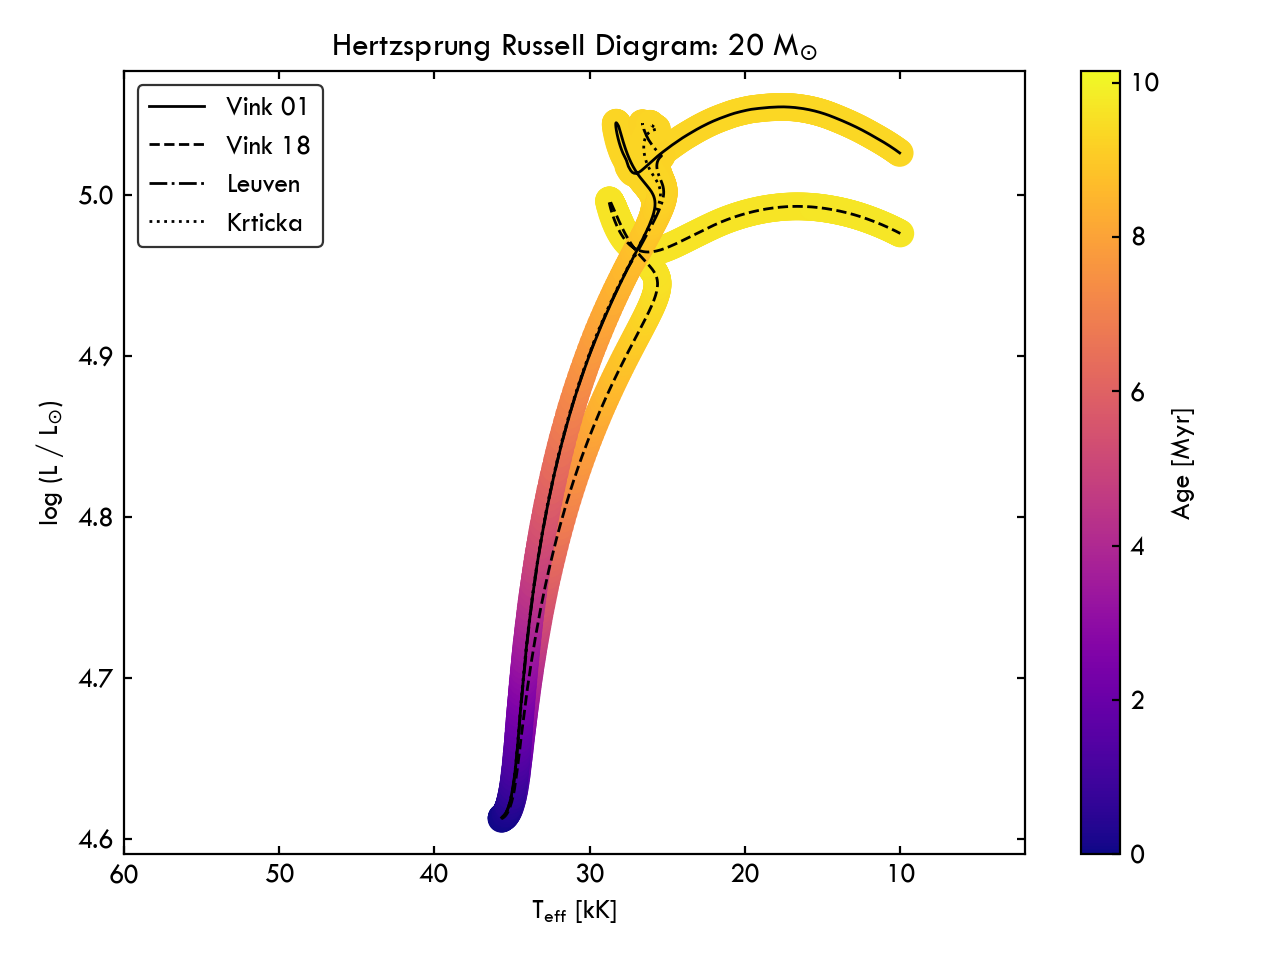 Hertzsprung Russell Diagram: 20 M⊙
Vink 01
Vink 18
Leuven
Krticka
log (L / L⊙)
5.0
4.9
4.8
4.7
4.6
60 50 40 30 20 10
Teff [kK]
10
8
6
4
2
0
Age [Myr]